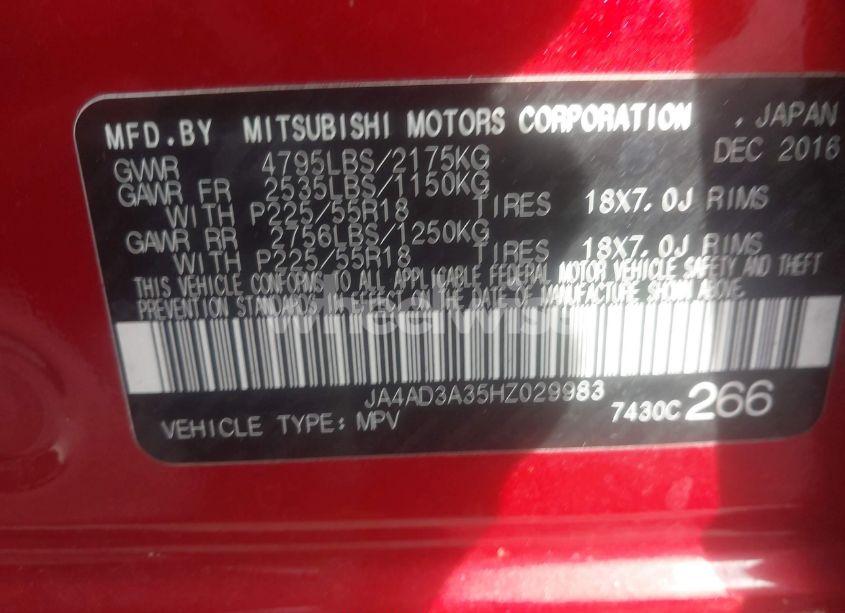 MFD.BY MITSUBISHI MOTORS CORPORATION , JAPAN
GVWR 4795LBS/2175KG DEC 2016
GAWR FR 2535LBS/1150KG
WITH P225/55R18 TIRES 18X7.0J RIMS
GAWR RR 2756LBS/1250KG
WITH P225/55R18 TIRES 18X7.0J RIMS
THIS VEHICLE CONFORMS TO ALL APPLICABLE FEDERAL MOTOR VEHICLE SAFETY AND THEFT
PREVENTION STANDARDS IN EFFECT ON THE DATE OF MANUFACTURE SHOWN ABOVE.
wheelwise
JA4AD3A35HZ029983
7430C 266
VEHICLE TYPE: MPV